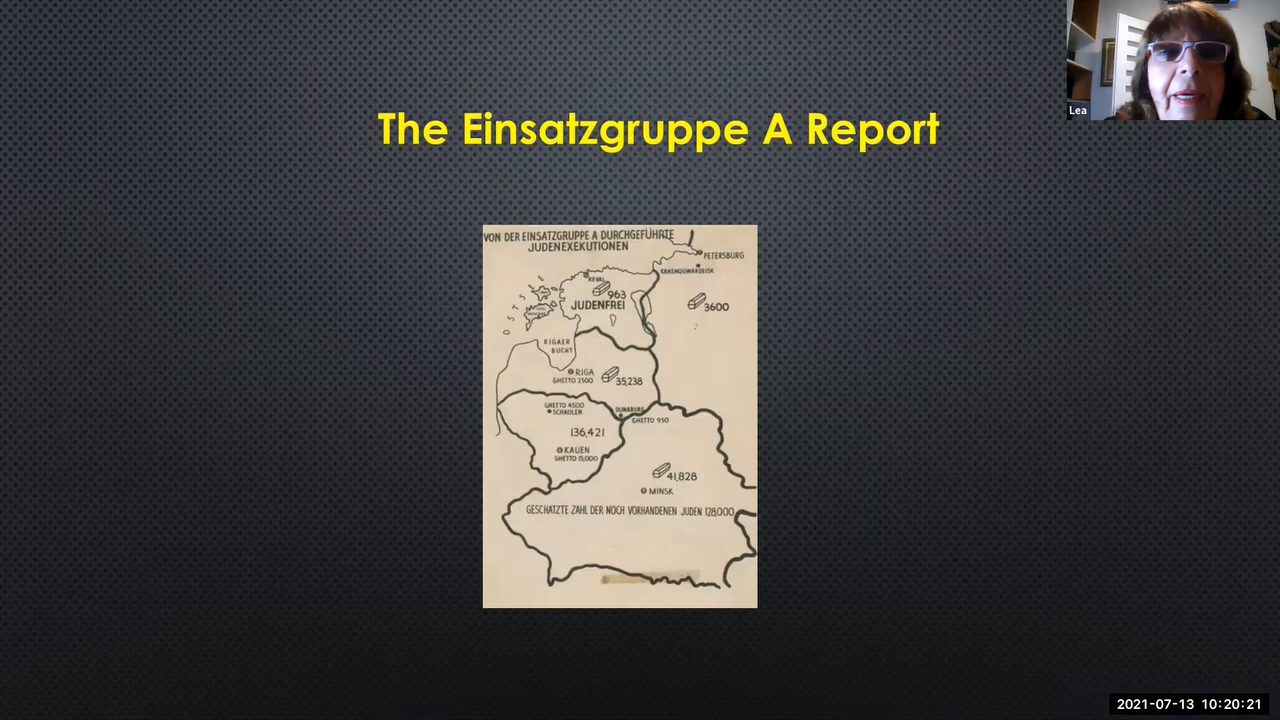 The Einsatzgruppe A Report
Lea
VON DER EINSATZGRUPPE A DURCHGEFÜHRTE
JUDENEXEKUTIONEN
PETERSBURG
KRASNOGWARDEISK
REVAL
963
JUDENFREI
3600
OSTSEE
RIGAER
BUCHT
RIGA
GHETTO 2500
35,238
GHETTO 4500
SCHAULEN
DÜNABURG
GHETTO 950
136,421
KAUEN
GHETTO 15,000
41,828
MINSK
GESCHÄTZTE ZAHL DER NOCH VORHANDENEN JUDEN 128,000
2021-07-13 10:20:21